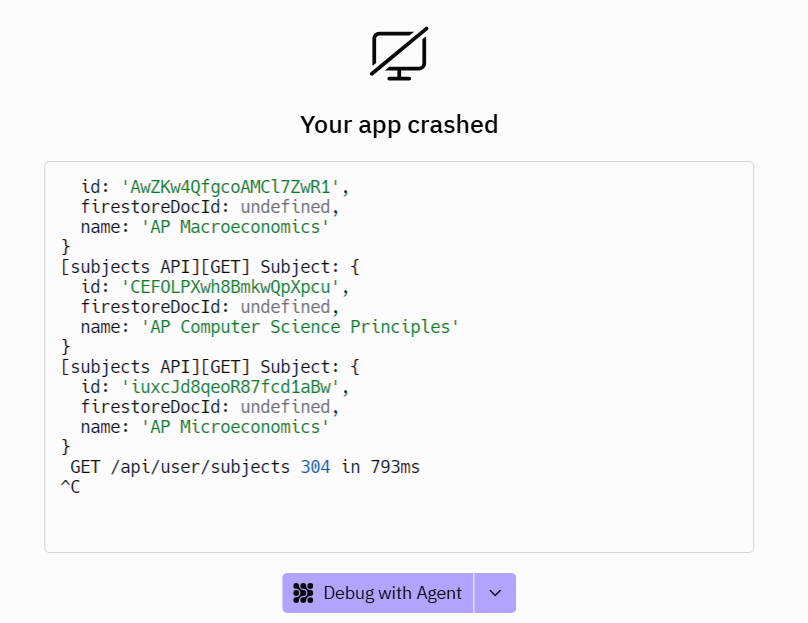 Your app crashed
id: 'AwZKw4QfgcoAMCl7ZwR1',
firestoreDocId: undefined,
name: 'AP Macroeconomics'
}
[subjects API][GET] Subject: {
id: 'CEFOLPXwh8BmkwQpXpcu',
firestoreDocId: undefined,
name: 'AP Computer Science Principles'
}
[subjects API][GET] Subject: {
id: 'iuxcJd8qeoR87fcd1aBw',
firestoreDocId: undefined,
name: 'AP Microeconomics'
}
GET /api/user/subjects 304 in 793ms
^C
Debug with Agent